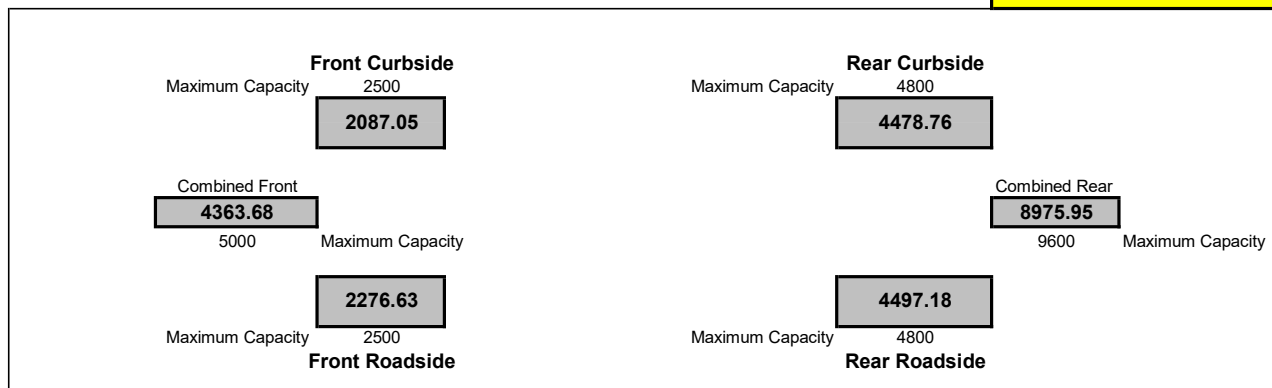 Front Curbside Rear Curbside
Maximum Capacity 2500 Maximum Capacity 4800
2087.05 4478.76
Combined Front Combined Rear
4363.68 8975.95
5000 Maximum Capacity 9600 Maximum Capacity
2276.63 4497.18
Maximum Capacity 2500 Maximum Capacity 4800
Front Roadside Rear Roadside